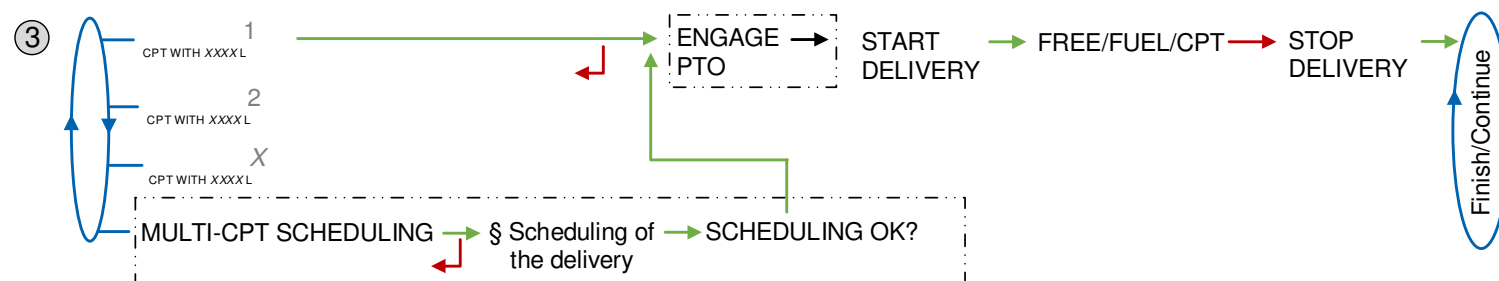 3
1
CPT WITH XXXX L
2
CPT WITH XXXX L
X
CPT WITH XXXX L
MULTI-CPT SCHEDULING
§ Scheduling of
the delivery
SCHEDULING OK?
ENGAGE
PTO
START
DELIVERY
FREE/FUEL/CPT
STOP
DELIVERY
Finish/Continue